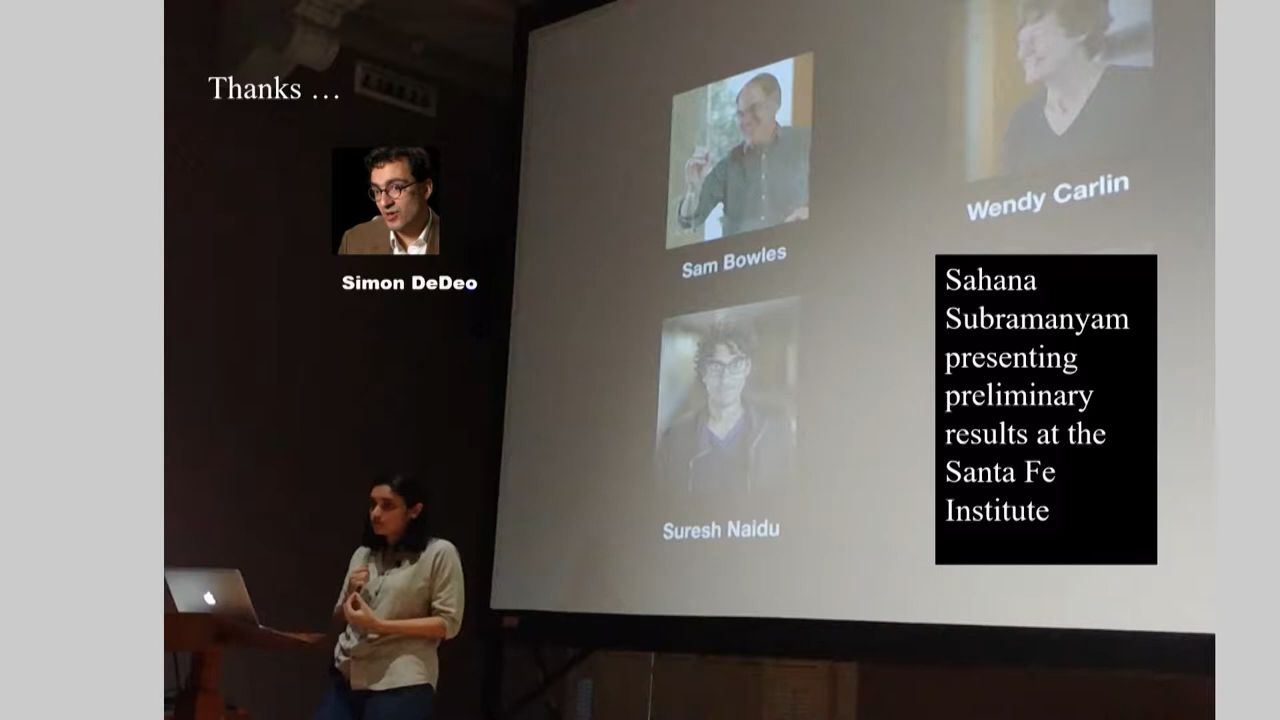 Thanks …
Simon DeDeo
Sam Bowles
Wendy Carlin
Suresh Naidu
Sahana
Subramanyam
presenting
preliminary
results at the
Santa Fe
Institute